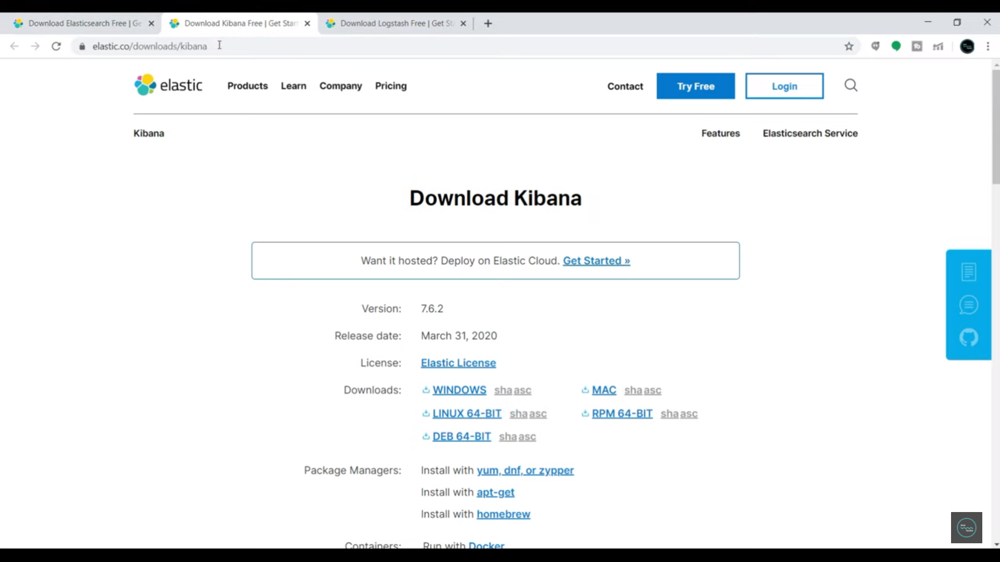 Download Elasticsearch Free | Ge
Download Kibana Free | Get Start
Download Logstash Free | Get St
elastic.co/downloads/kibana
elastic
Products Learn Company Pricing
Contact Try Free Login
Kibana
Features Elasticsearch Service
Download Kibana
Want it hosted? Deploy on Elastic Cloud. Get Started »
Version: 7.6.2
Release date: March 31, 2020
License: Elastic License
Downloads: WINDOWS sha asc MAC sha asc
LINUX 64-BIT sha asc RPM 64-BIT sha asc
DEB 64-BIT sha asc
Package Managers: Install with yum, dnf, or zypper
Install with apt-get
Install with homebrew
Containers: Run with Docker